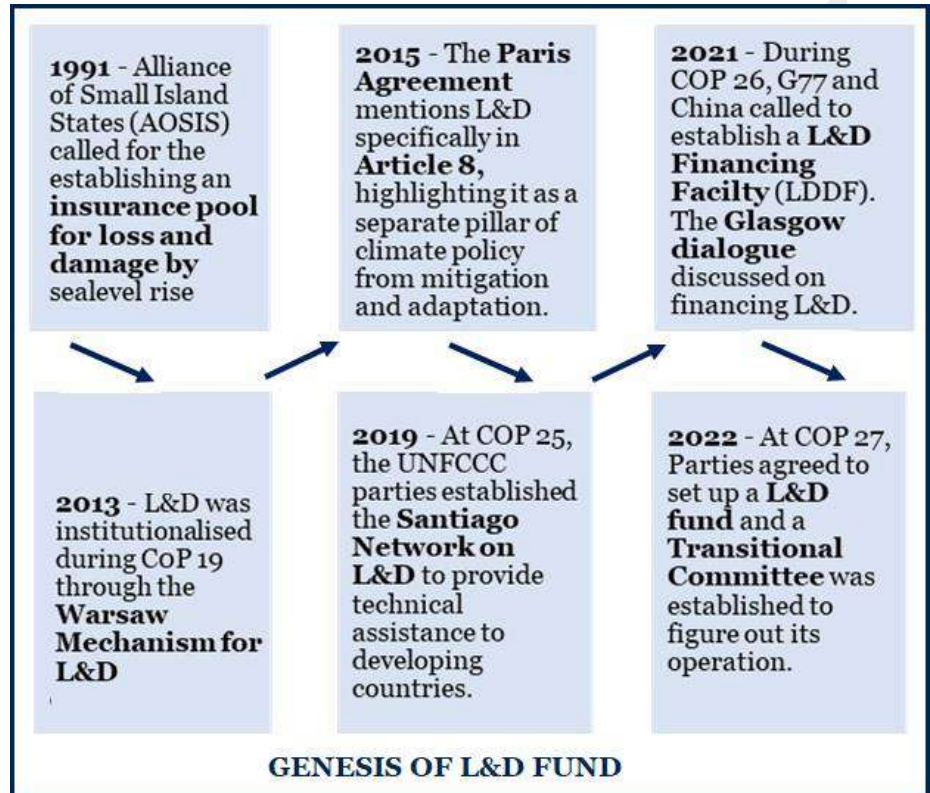 1991 - Alliance
of Small Island
States (AOSIS)
called for the
establishing an
insurance pool
for loss and
damage by
sealevel rise
2013 - L&D was
institutionalised
during CoP 19
through the
Warsaw
Mechanism for
L&D
2015 - The Paris
Agreement
mentions L&D
specifically in
Article 8,
highlighting it as a
separate pillar of
climate policy
from mitigation
and adaptation.
2019 - At COP 25,
the UNFCCC
parties established
the Santiago
Network on
L&D to provide
technical
assistance to
developing
countries.
2021 - During
COP 26, G77 and
China called to
establish a L&D
Financing
Facilty (LDDF).
The Glasgow
dialogue
discussed on
financing L&D.
2022 - At COP 27,
Parties agreed to
set up a L&D
fund and a
Transitional
Committee was
established to
figure out its
operation.
GENESIS OF L&D FUND